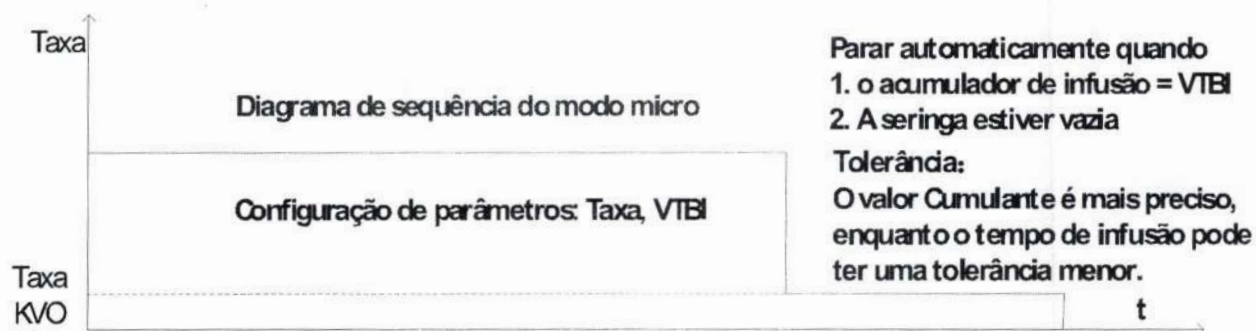 Taxa
Diagrama de sequência do modo micro
Configuração de parâmetros: Taxa, VTBI
Taxa
KVO
Parar automaticamente quando
1. o acumulador de infusão = VTBI
2. A seringa estiver vazia
Tolerância:
O valor Cumulante é mais preciso,
enquanto o tempo de infusão pode
ter uma tolerância menor.
t